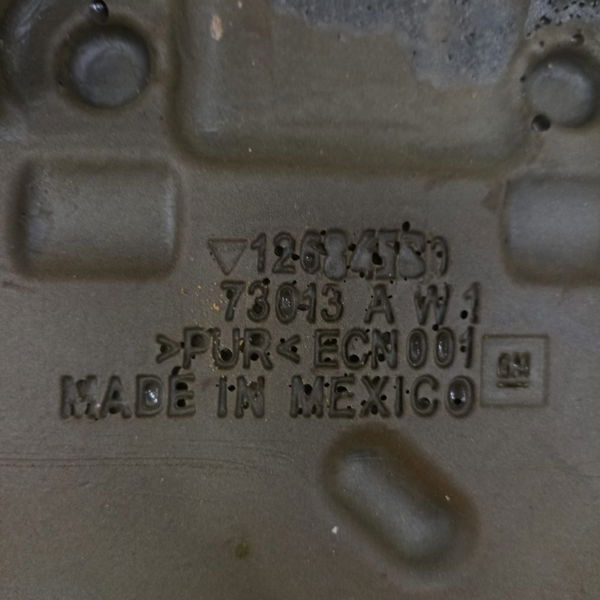 73013 A W1
>PUR< ECN001
GM
MADE IN MEXICO